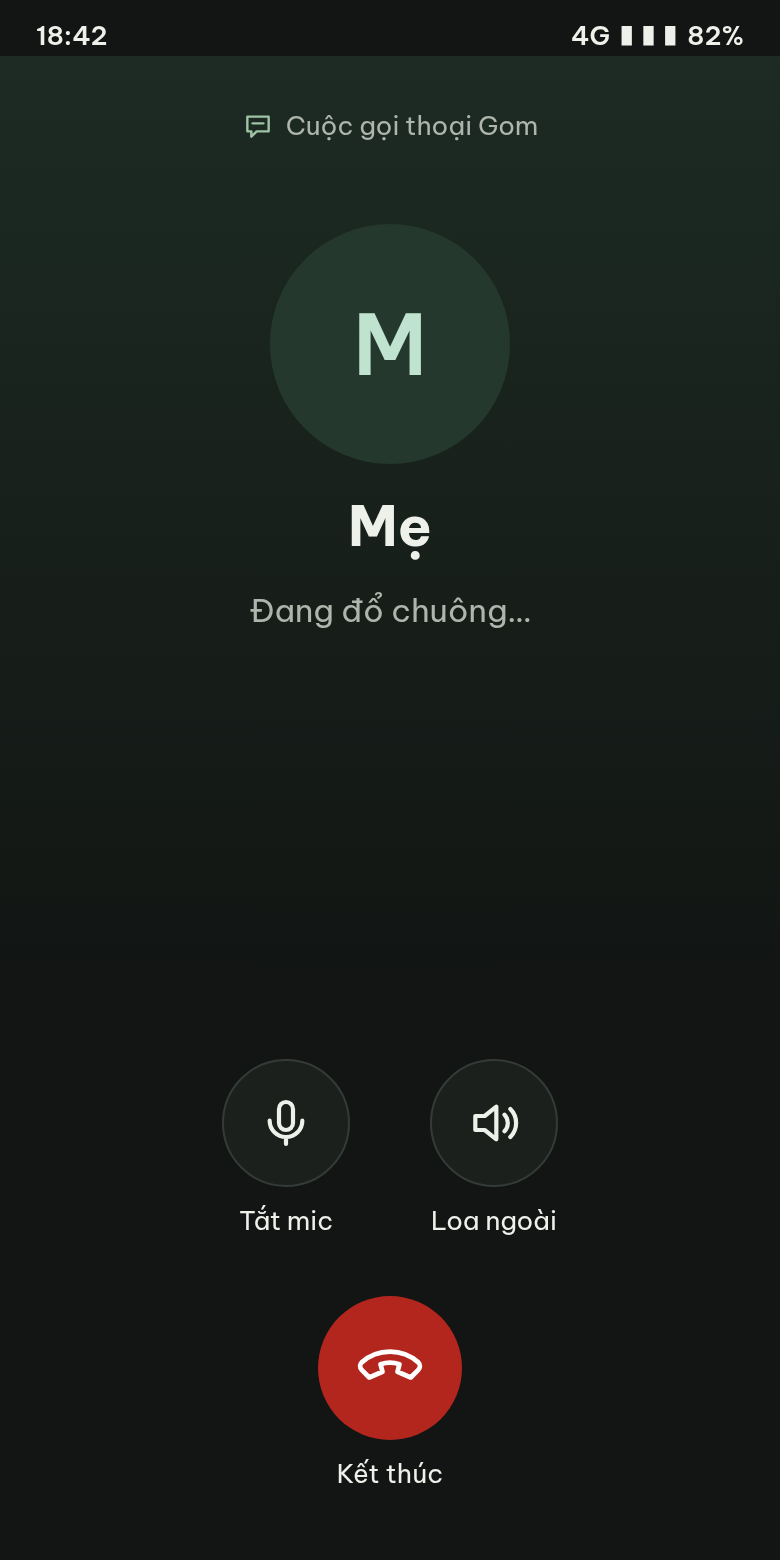 18:42 4G 82%
Cuộc gọi thoại Gom
M
Mẹ
Đang đổ chuông...
Tắt mic Loa ngoài
Kết thúc